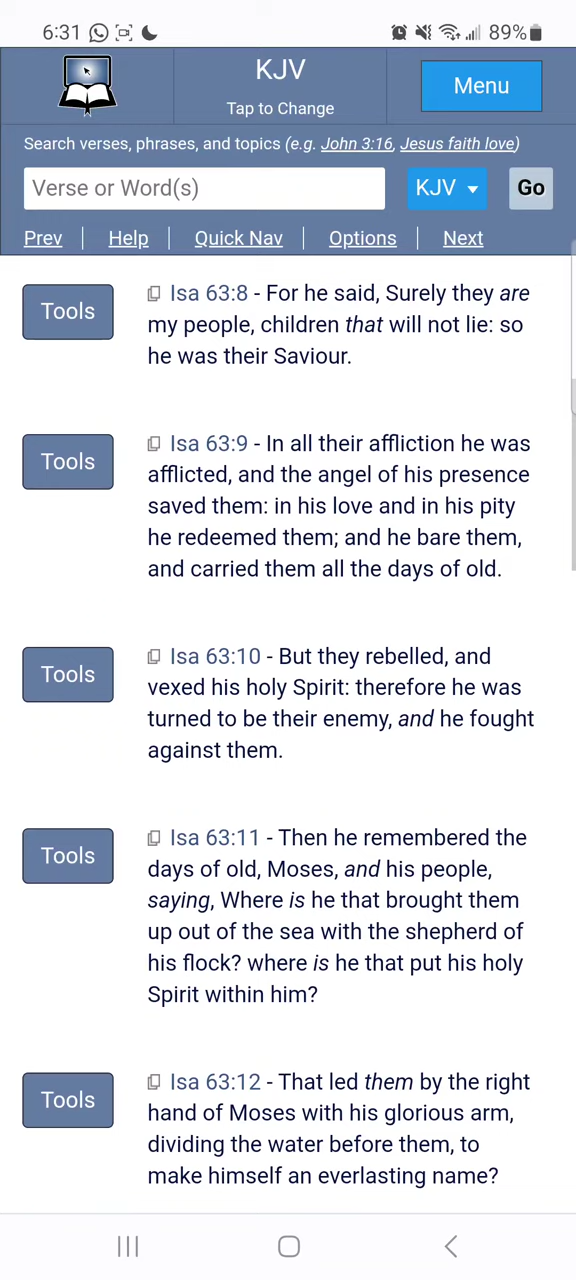 6:31
89%
KJV
Tap to Change
Menu
Search verses, phrases, and topics (e.g. John 3:16, Jesus faith love)
Verse or Word(s)
KJV
Go
Prev | Help | Quick Nav | Options | Next
Tools
Isa 63:8 - For he said, Surely they are
my people, children that will not lie: so
he was their Saviour.
Tools
Isa 63:9 - In all their affliction he was
afflicted, and the angel of his presence
saved them: in his love and in his pity
he redeemed them; and he bare them,
and carried them all the days of old.
Tools
Isa 63:10 - But they rebelled, and
vexed his holy Spirit: therefore he was
turned to be their enemy, and he fought
against them.
Tools
Isa 63:11 - Then he remembered the
days of old, Moses, and his people,
saying, Where is he that brought them
up out of the sea with the shepherd of
his flock? where is he that put his holy
Spirit within him?
Tools
Isa 63:12 - That led them by the right
hand of Moses with his glorious arm,
dividing the water before them, to
make himself an everlasting name?